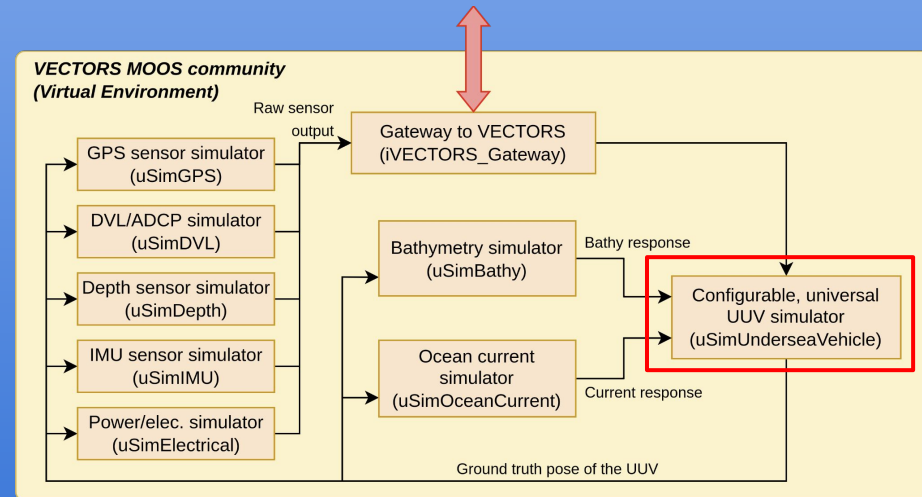 VECTORS MOOS community
(Virtual Environment)
Raw sensor
output
Gateway to VECTORS
(iVECTORS_Gateway)
GPS sensor simulator
(uSimGPS)
DVL/ADCP simulator
(uSimDVL)
Depth sensor simulator
(uSimDepth)
IMU sensor simulator
(uSimIMU)
Power/elec. simulator
(uSimElectrical)
Bathymetry simulator
(uSimBathy)
Bathy response
Ocean current
simulator
(uSimOceanCurrent)
Current response
Configurable, universal
UUV simulator
(uSimUnderseaVehicle)
Ground truth pose of the UUV